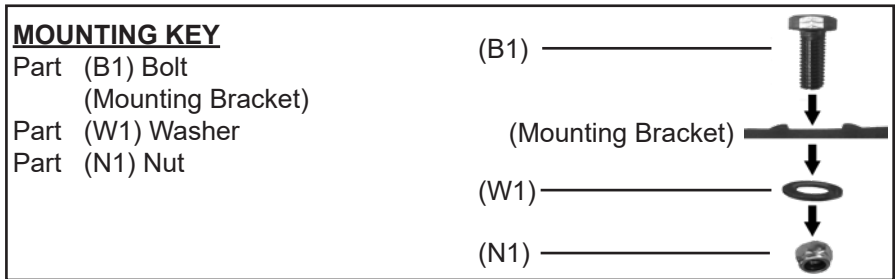 MOUNTING KEY
Part (B1) Bolt
(Mounting Bracket)
Part (W1) Washer
Part (N1) Nut
(B1)
(Mounting Bracket)
(W1)
(N1)